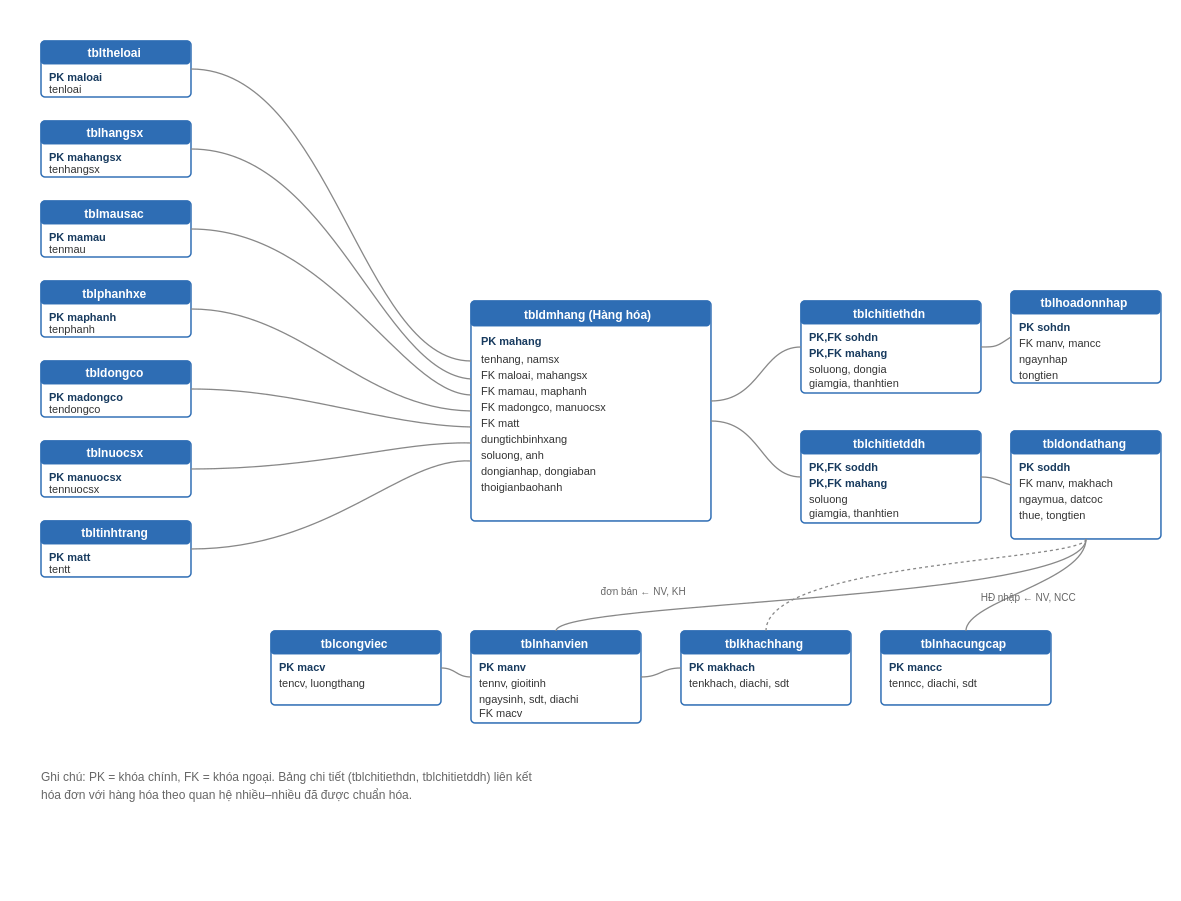 tbltheloai
PK maloai
tenloai
tblhangsx
PK mahangsx
tenhangsx
tblmausac
PK mamau
tenmau
tblphanhxe
PK maphanh
tenphanh
tbldongco
PK madongco
tendongco
tblnuocsx
PK manuocsx
tennuocsx
tbltinhtrang
PK matt
tentt
tbldmhang (Hàng hóa)
PK mahang
tenhang, namsx
FK maloai, mahangsx
FK mamau, maphanh
FK madongco, manuocsx
FK matt
dungtichbinhxang
soluong, anh
dongianhap, dongiaban
thoigianbaohanh
tblchitiethdn
PK,FK sohdn
PK,FK mahang
soluong, dongia
giamgia, thanhtien
tblhoadonnhap
PK sohdn
FK manv, mancc
ngaynhap
tongtien
tblchitietddh
PK,FK soddh
PK,FK mahang
soluong
giamgia, thanhtien
tbldondathang
PK soddh
FK manv, makhach
ngaymua, datcoc
thue, tongtien
đơn bán ← NV, KH
HĐ nhập ← NV, NCC
tblcongviec
PK macv
tencv, luongthang
tblnhanvien
PK manv
tennv, gioitinh
ngaysinh, sdt, diachi
FK macv
tblkhachhang
PK makhach
tenkhach, diachi, sdt
tblnhacungcap
PK mancc
tenncc, diachi, sdt
Ghi chú: PK = khóa chính, FK = khóa ngoại. Bảng chi tiết (tblchitiethdn, tblchitietddh) liên kết
hóa đơn với hàng hóa theo quan hệ nhiều–nhiều đã được chuẩn hóa.